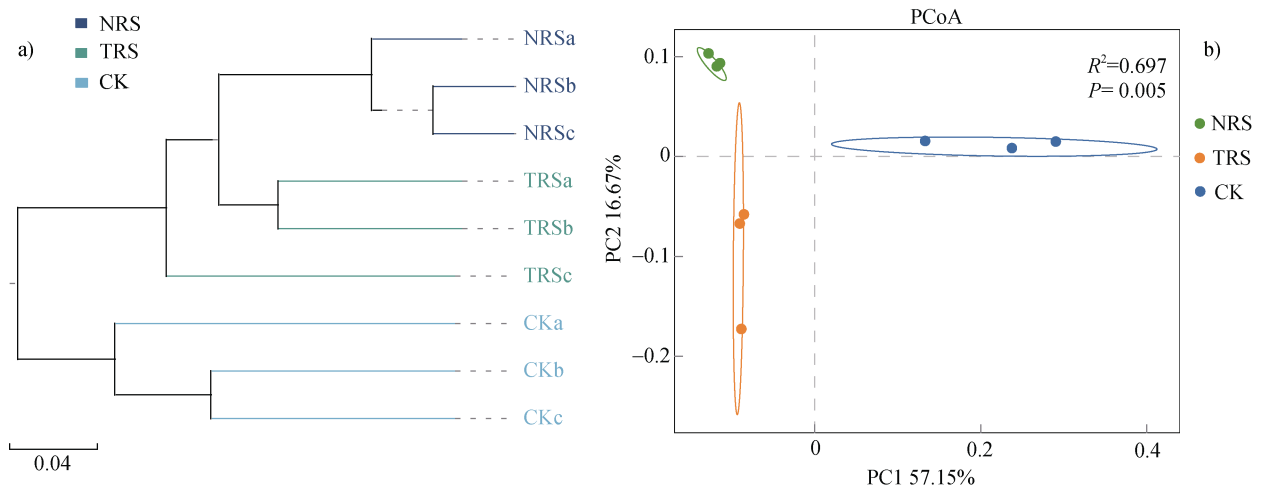 a)
NRS
TRS
CK
NRSa
NRSb
NRSc
TRSa
TRSb
TRSc
CKa
CKb
CKc
0.04
PCoA
b)
R²=0.697
P= 0.005
NRS
TRS
CK
PC2 16.67%
0.1
0
−0.1
−0.2
0
0.2
0.4
PC1 57.15%